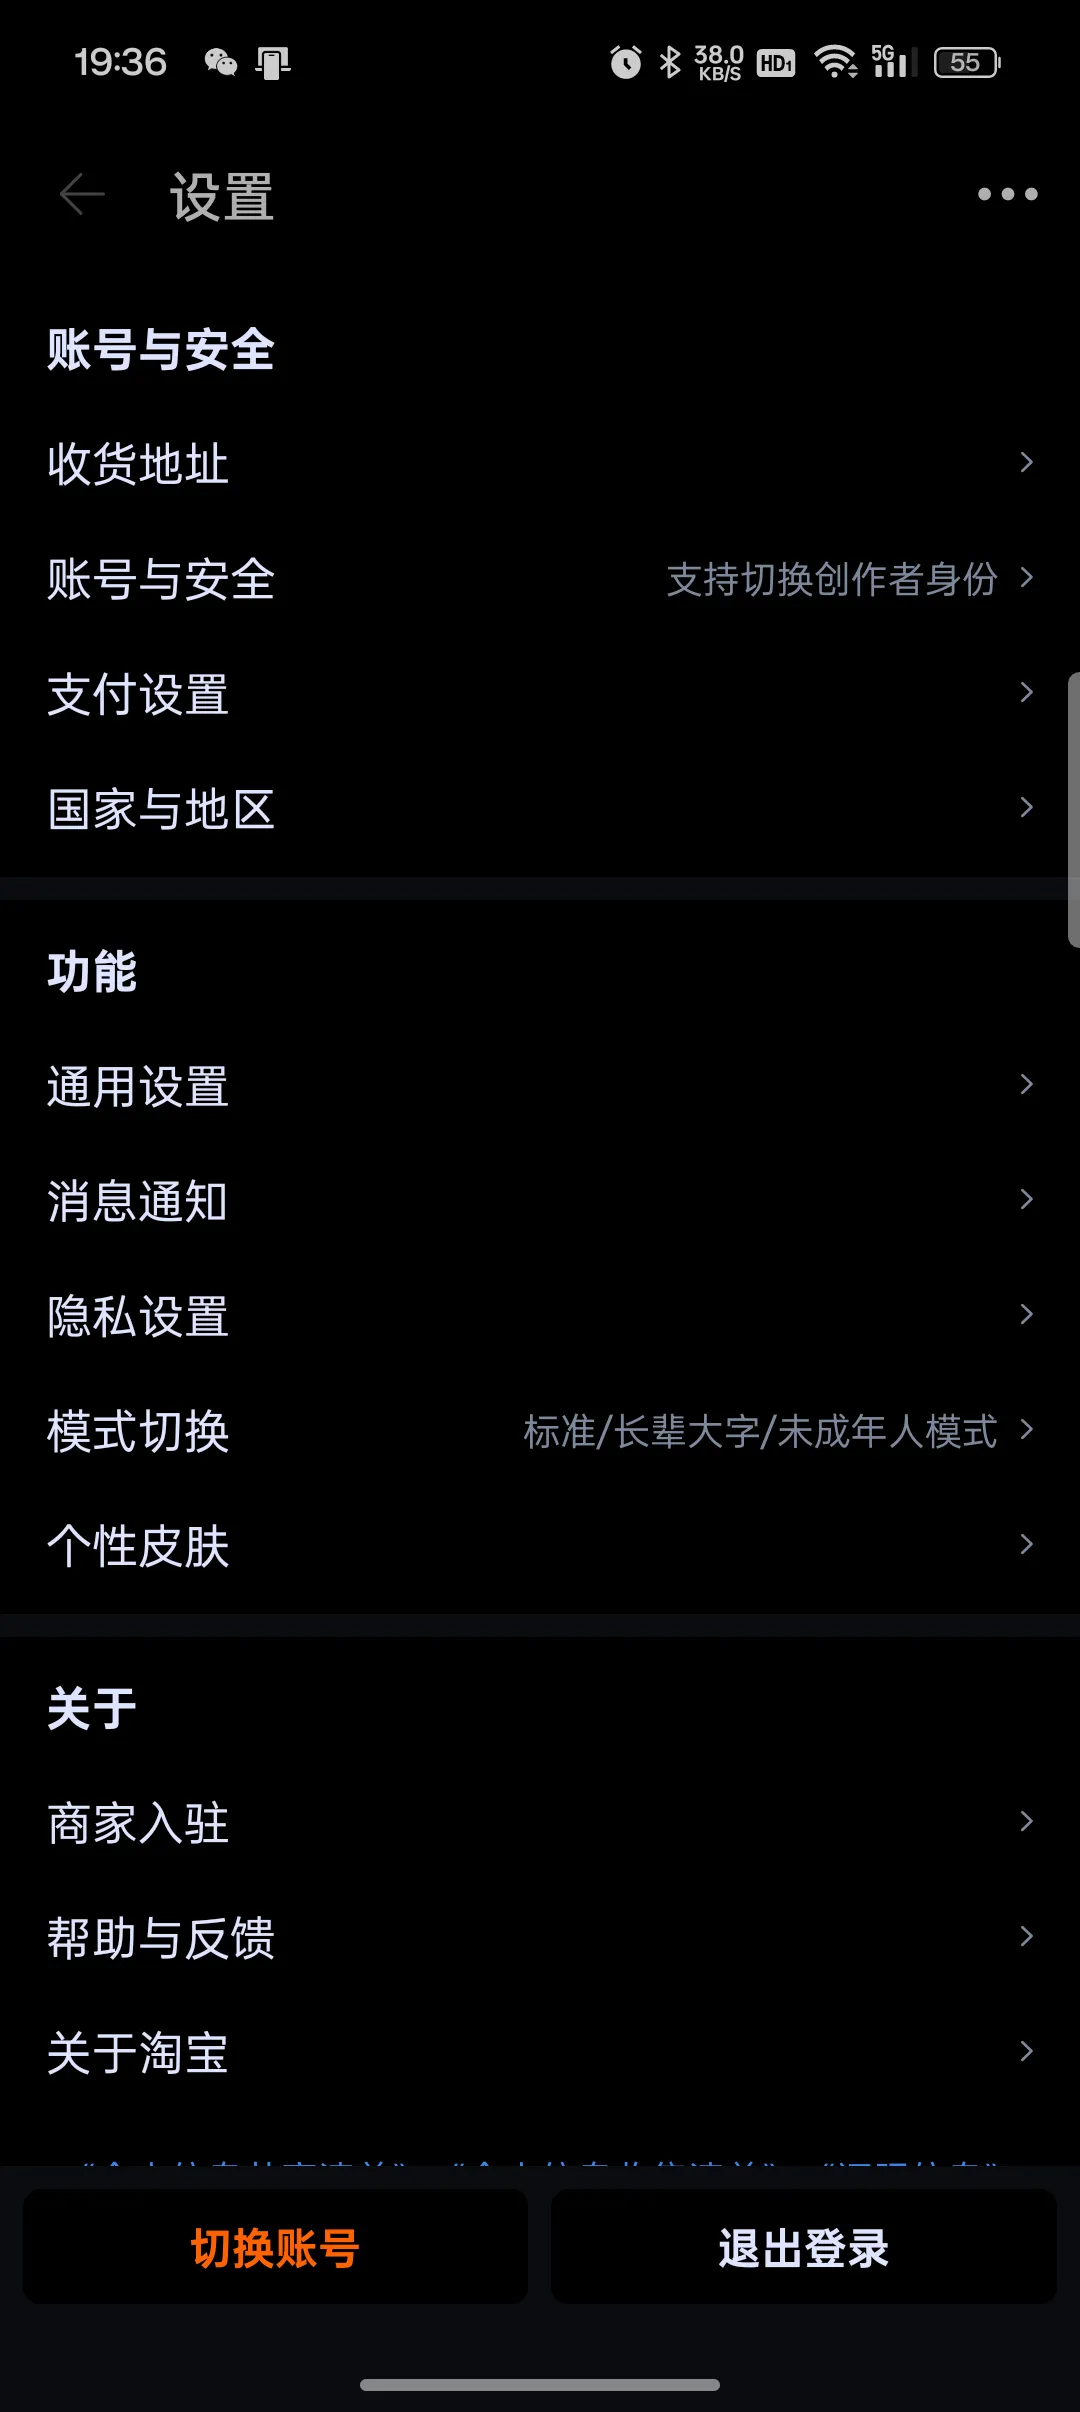 19:36 38.0 KB/S HD1 5G 55
设置
账号与安全
收货地址
账号与安全 支持切换创作者身份
支付设置
国家与地区
功能
通用设置
消息通知
隐私设置
模式切换 标准/长辈大字/未成年人模式
个性皮肤
关于
商家入驻
帮助与反馈
关于淘宝
切换账号 退出登录